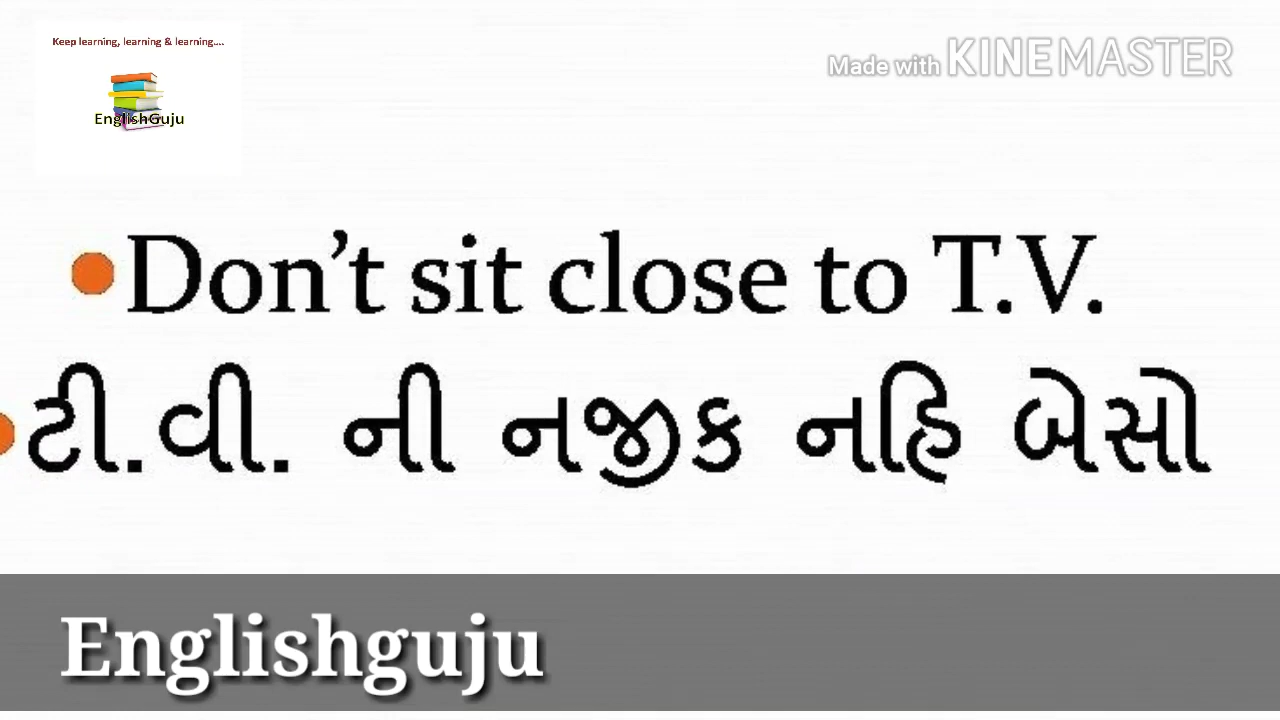 Keep learning, learning & learning....
EnglishGuju
Made with KINEMASTER
Don't sit close to T.V.
ટી.વી. ની નજીક નહિ બેસો
Englishguju